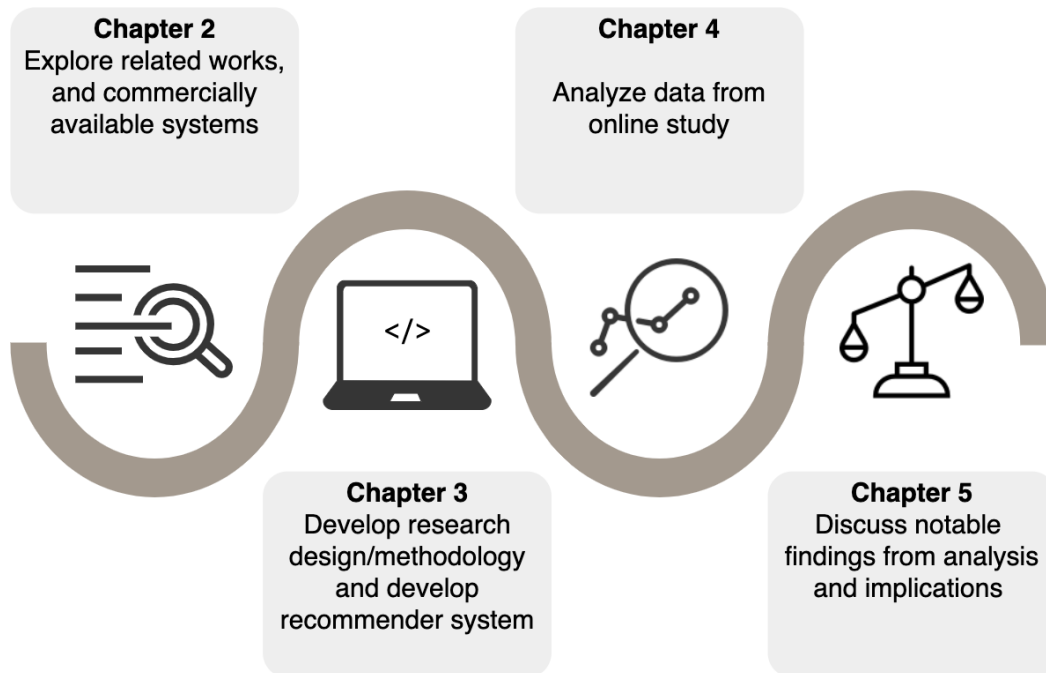 Chapter 2
Explore related works,
and commercially
available systems
</>
Chapter 3
Develop research
design/methodology
and develop
recommender system
Chapter 4
Analyze data from
online study
Chapter 5
Discuss notable
findings from analysis
and implications